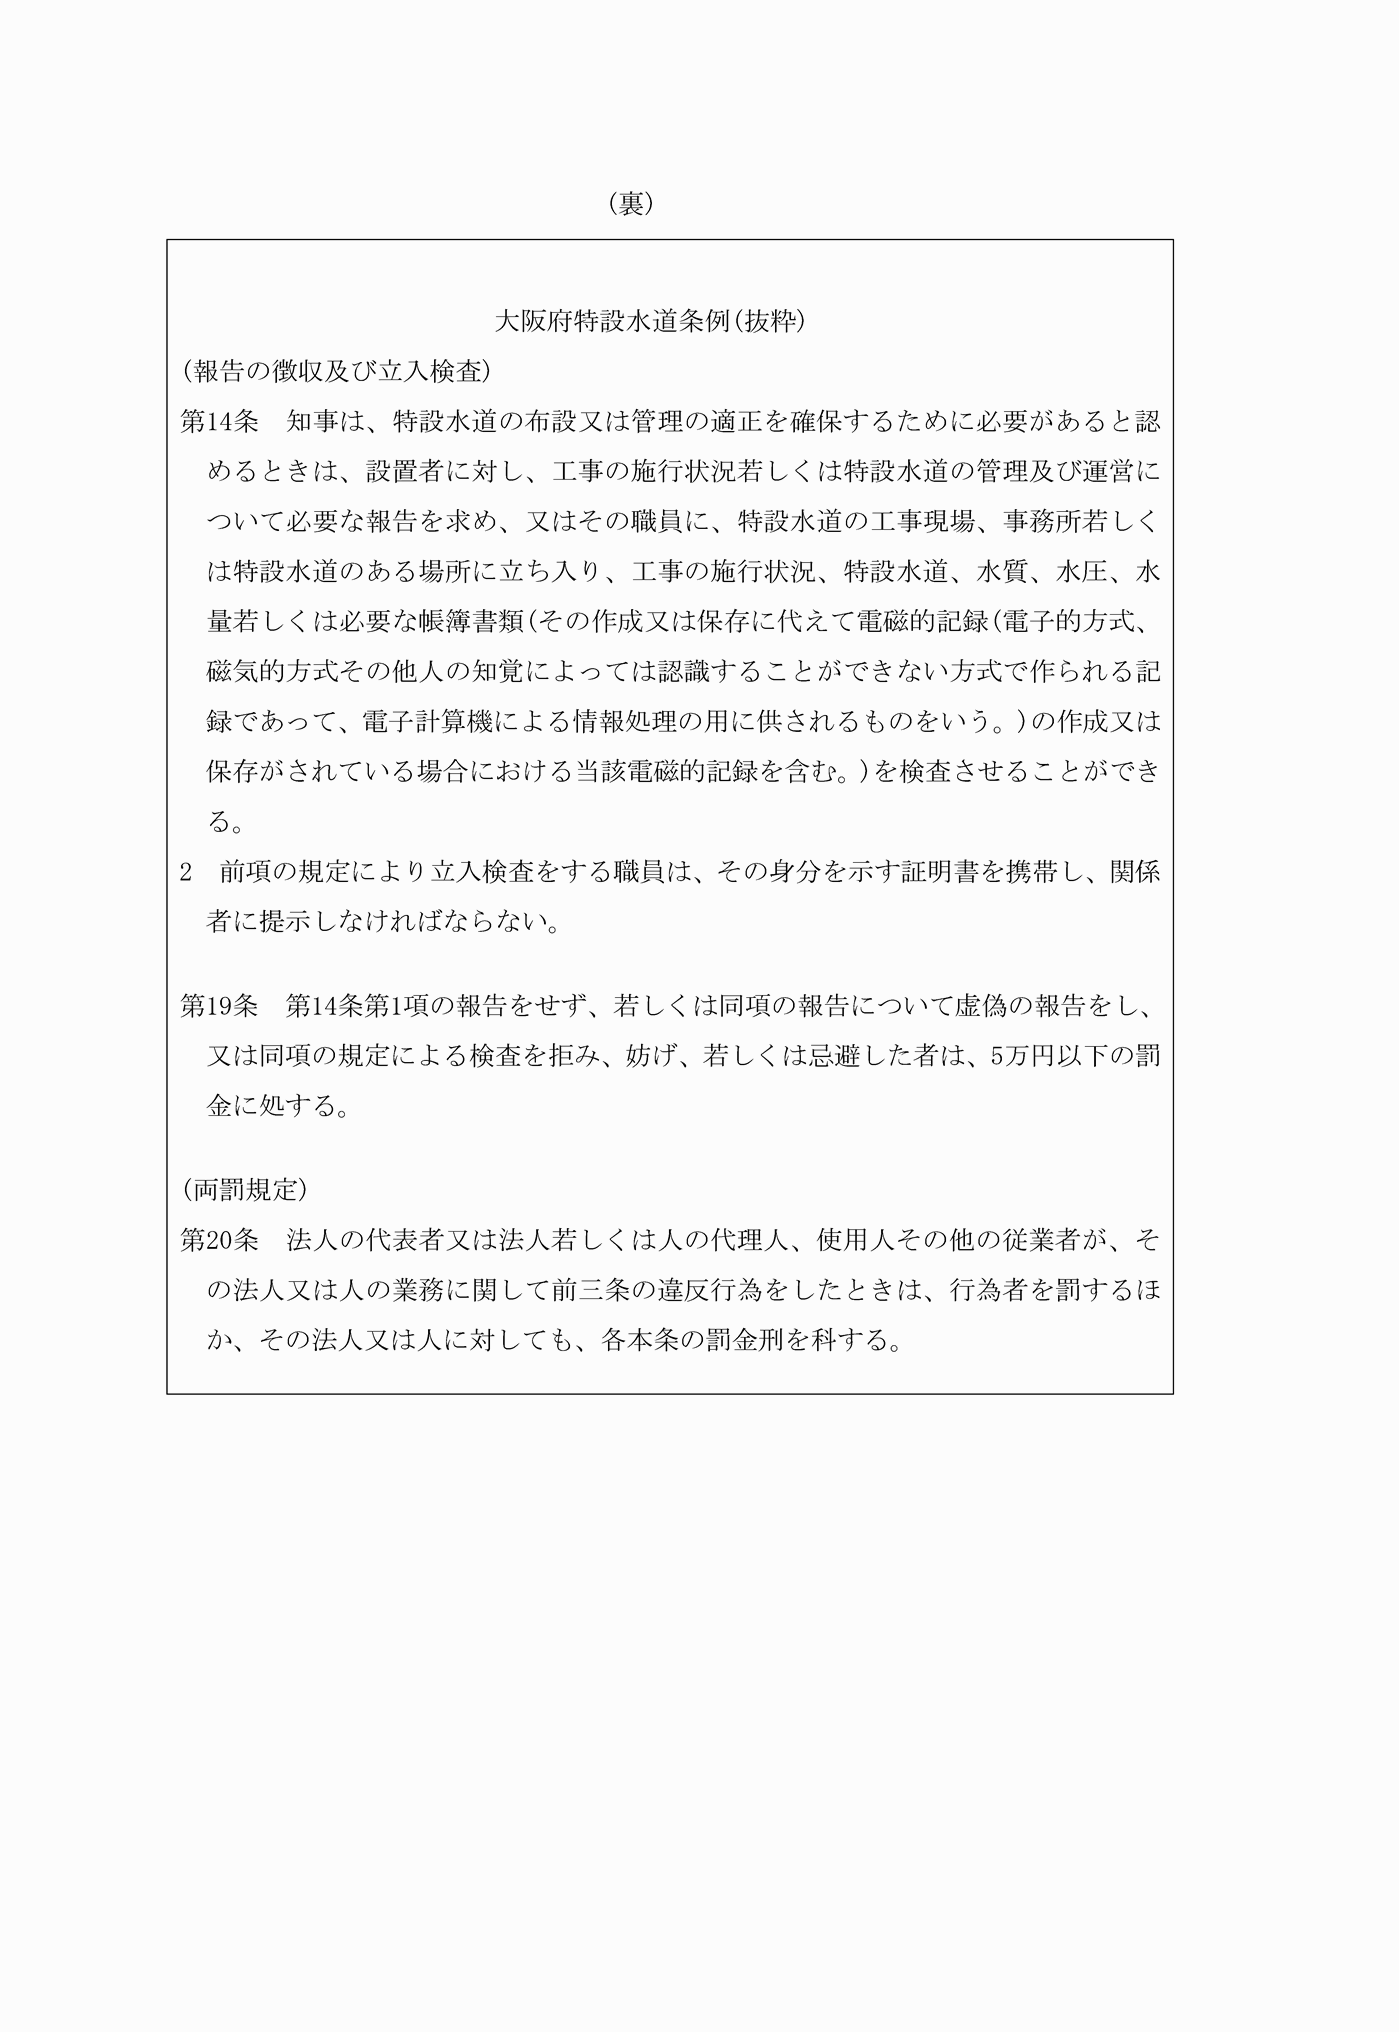 (裏)
大阪府特設水道条例(抜粋)
(報告の徴収及び立入検査)
第14条　知事は、特設水道の布設又は管理の適正を確保するために必要があると認
めるときは、設置者に対し、工事の施行状況若しくは特設水道の管理及び運営に
ついて必要な報告を求め、又はその職員に、特設水道の工事現場、事務所若しく
は特設水道のある場所に立ち入り、工事の施行状況、特設水道、水質、水圧、水
量若しくは必要な帳簿書類(その作成又は保存に代えて電磁的記録(電子的方式、
磁気的方式その他人の知覚によっては認識することができない方式で作られる記
録であって、電子計算機による情報処理の用に供されるものをいう。)の作成又は
保存がされている場合における当該電磁的記録を含む。)を検査させることができ
る。
2　前項の規定により立入検査をする職員は、その身分を示す証明書を携帯し、関係
者に提示しなければならない。
第19条　第14条第1項の報告をせず、若しくは同項の報告について虚偽の報告をし、
又は同項の規定による検査を拒み、妨げ、若しくは忌避した者は、5万円以下の罰
金に処する。
(両罰規定)
第20条　法人の代表者又は法人若しくは人の代理人、使用人その他の従業者が、そ
の法人又は人の業務に関して前三条の違反行為をしたときは、行為者を罰するほ
か、その法人又は人に対しても、各本条の罰金刑を科する。